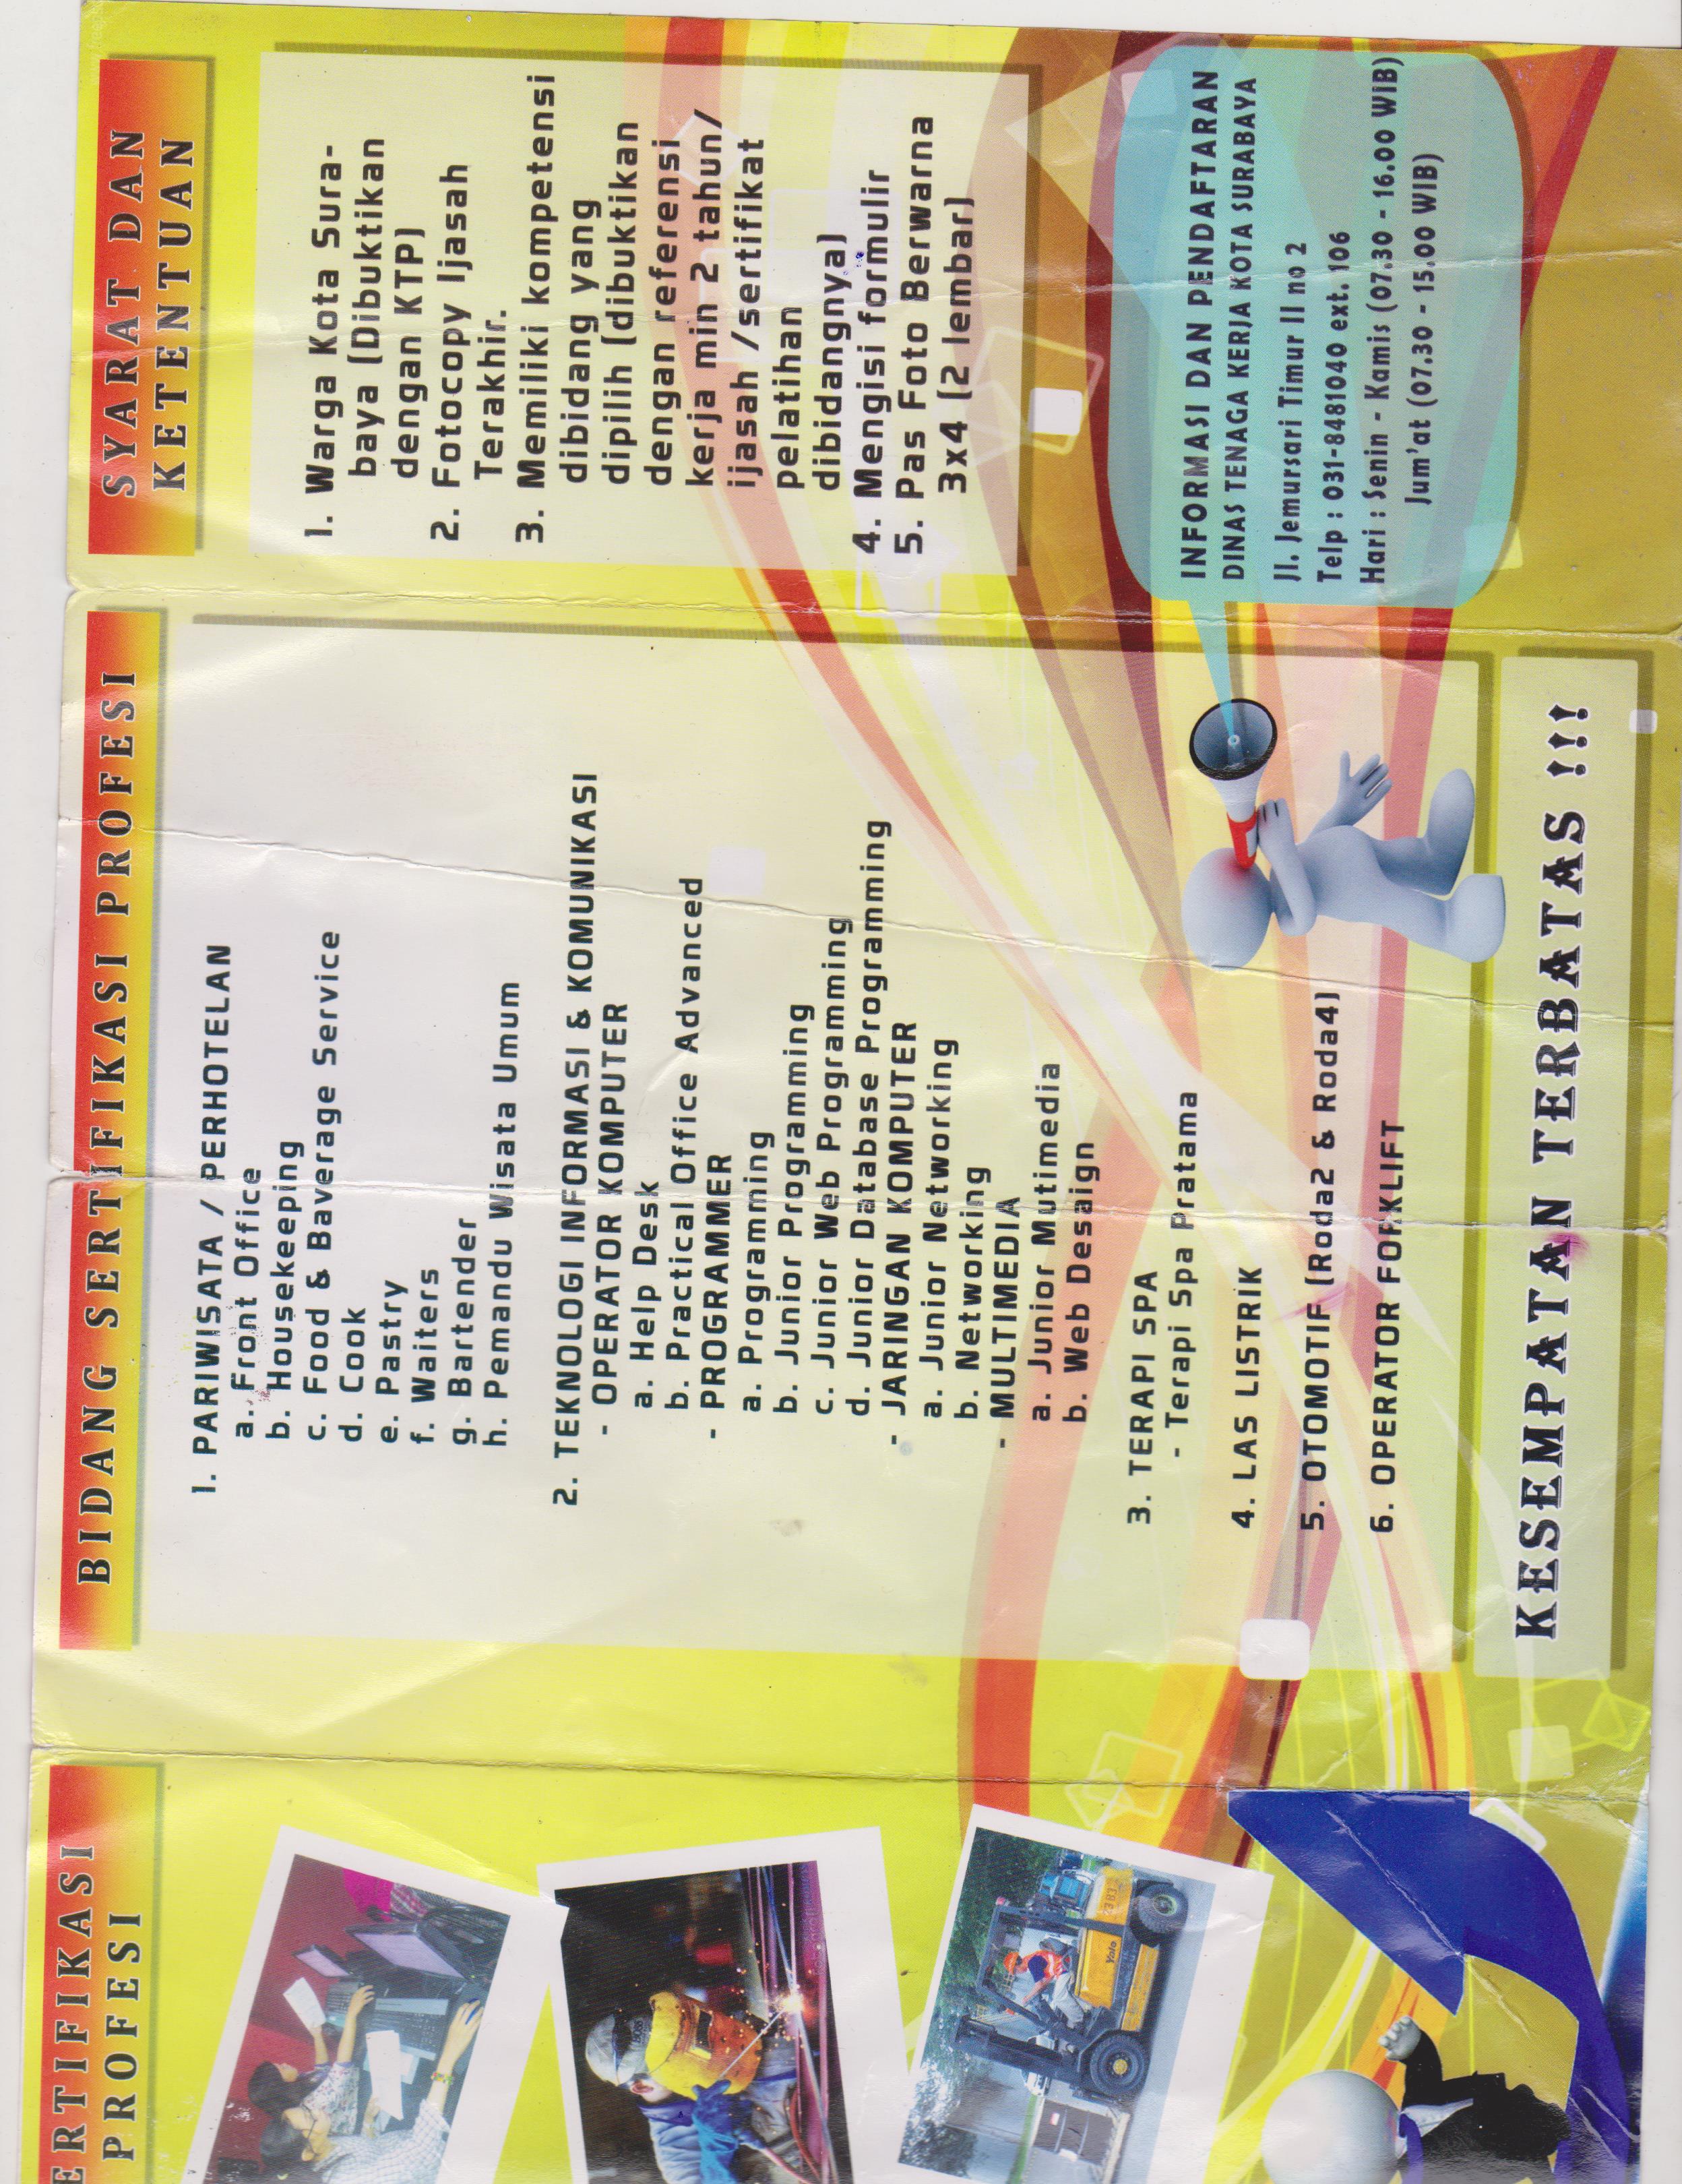 SERTIFIKASI
PROFESI
BIDANG SERTIFIKASI PROFESI
1. PARIWISATA / PERHOTELAN
a. Front Office
b. Housekeeping
c. Food & Baverage Service
d. Cook
e. Pastry
f. Waiters
g. Bartender
h. Pemandu Wisata Umum
2. TEKNOLOGI INFORMASI & KOMUNIKASI
- OPERATOR KOMPUTER
a. Help Desk
b. Practical Office Advanced
- PROGRAMMER
a. Programming
b. Junior Programming
c. Junior Web Programming
d. Junior Database Programming
- JARINGAN KOMPUTER
a. Junior Networking
b. Networking
- MULTIMEDIA
a. Junior Mutimedia
b. Web Desaign
3. TERAPI SPA
- Terapi Spa Pratama
4. LAS LISTRIK
5. OTOMOTIF (Roda2 & Roda4)
6. OPERATOR FORKLIFT
KESEMPATAN TERBATAS !!!
SYARAT DAN
KETENTUAN
1. Warga Kota Sura-
baya (Dibuktikan
dengan KTP)
2. Fotocopy Ijasah
Terakhir.
3. Memiliki kompetensi
dibidang yang
dipilih (dibuktikan
dengan referensi
kerja min 2 tahun/
ijasah /sertifikat
pelatihan
dibidangnya)
4. Mengisi formulir
5. Pas Foto Berwarna
3x4 (2 lembar)
INFORMASI DAN PENDAFTARAN
DINAS TENAGA KERJA KOTA SURABAYA
Jl. Jemursari Timur II no 2
Telp : 031-8481040 ext. 106
Hari : Senin - Kamis (07.30 - 16.00 WIB)
Jum'at (07.30 - 15.00 WIB)